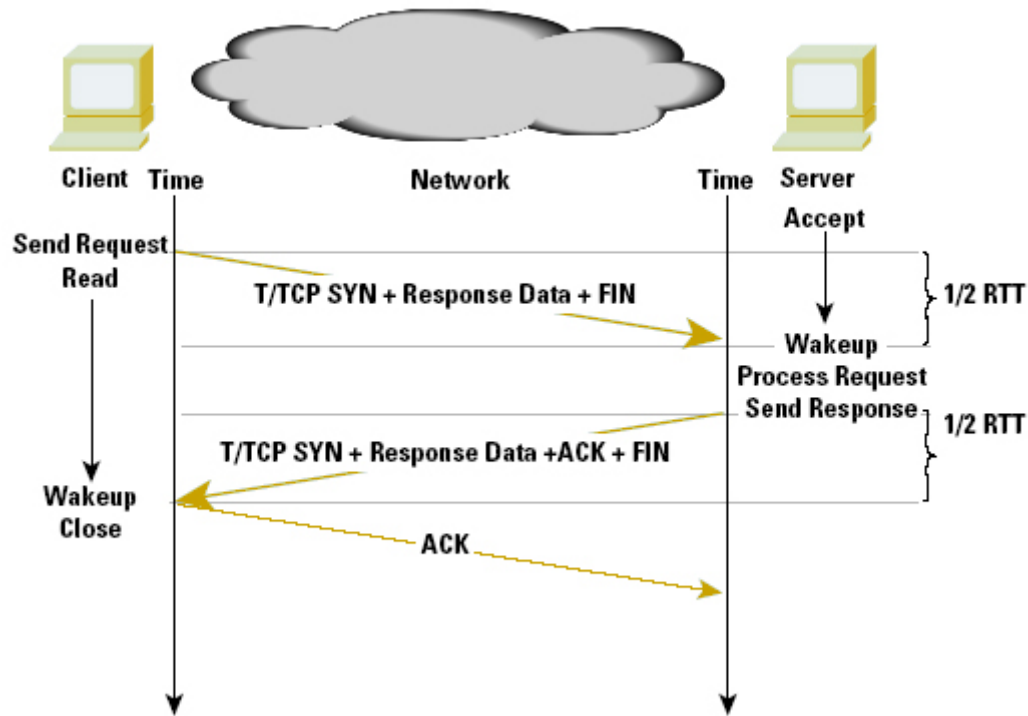 Client Time Network Time Server
Accept
Send Request
Read
T/TCP SYN + Response Data + FIN
1/2 RTT
Wakeup
Process Request
Send Response
1/2 RTT
T/TCP SYN + Response Data +ACK + FIN
Wakeup
Close
ACK